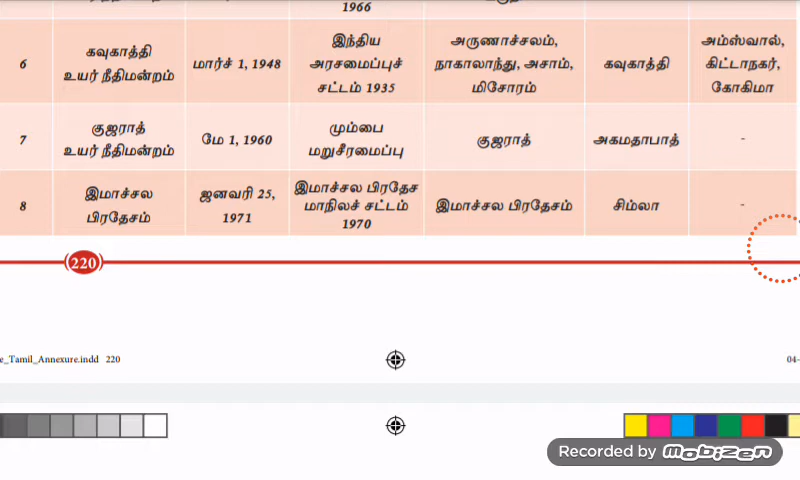 1966
6
கவுகாத்தி
உயர் நீதிமன்றம்
மார்ச் 1, 1948
இந்திய
அரசமைப்புச்
சட்டம் 1935
அருணாச்சலம்,
நாகாலாந்து, அசாம்,
மிசோரம்
கவுகாத்தி
அம்ஸ்வால்,
கிட்டாநகர்,
கோகிமா
7
குஜராத்
உயர் நீதிமன்றம்
மே 1, 1960
மும்பை
மறுசீரமைப்பு
குஜராத்
அகமதாபாத்
-
8
இமாச்சல
பிரதேசம்
ஜனவரி 25,
1971
இமாச்சல பிரதேச
மாநிலச் சட்டம்
1970
இமாச்சல பிரதேசம்
சிம்லா
-
220
e_Tamil_Annexure.indd 220
04-
Recorded by mobizen